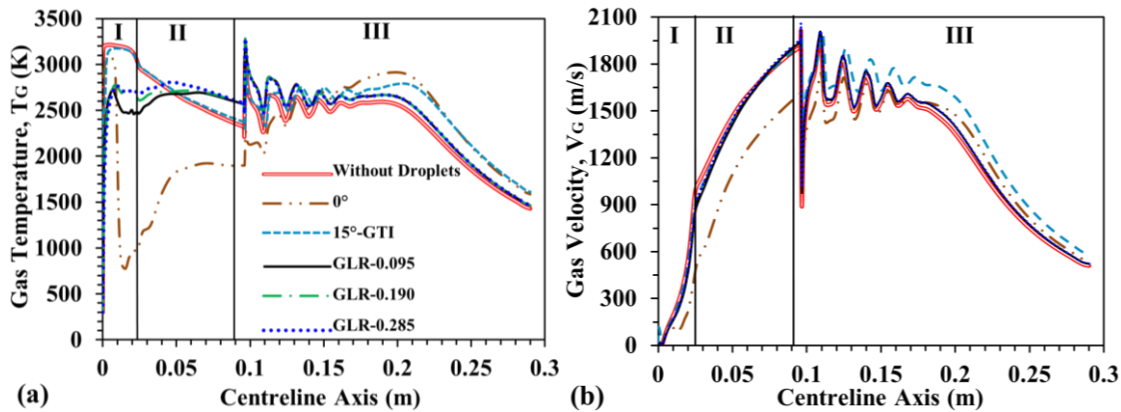 3500
3000
2500
2000
1500
1000
500
0
Gas Temperature, TG (K)
I II III
Without Droplets
0°
15°-GTI
GLR-0.095
GLR-0.190
GLR-0.285
0 0.05 0.1 0.15 0.2 0.25 0.3
(a) Centreline Axis (m)
2100
1800
1500
1200
900
600
300
0
Gas Velocity, VG (m/s)
I II III
0 0.05 0.1 0.15 0.2 0.25 0.3
(b) Centreline Axis (m)